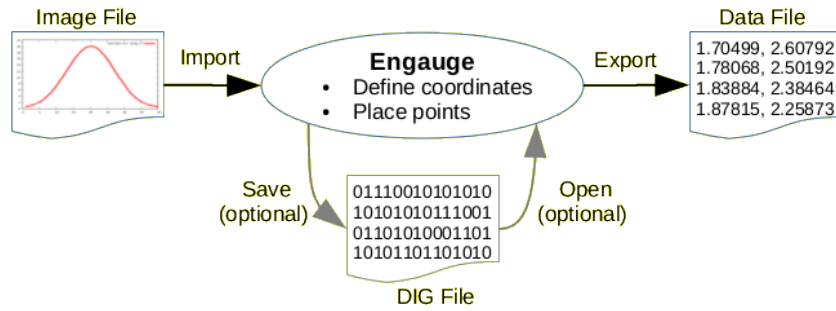 Image File
Data File
Import
Engauge
• Define coordinates
• Place points
Export
1.70499, 2.60792
1.78068, 2.50192
1.83884, 2.38464
1.87815, 2.25873
Save
(optional)
01110010101010
10101010111001
01101010001101
10101101101010
Open
(optional)
DIG File